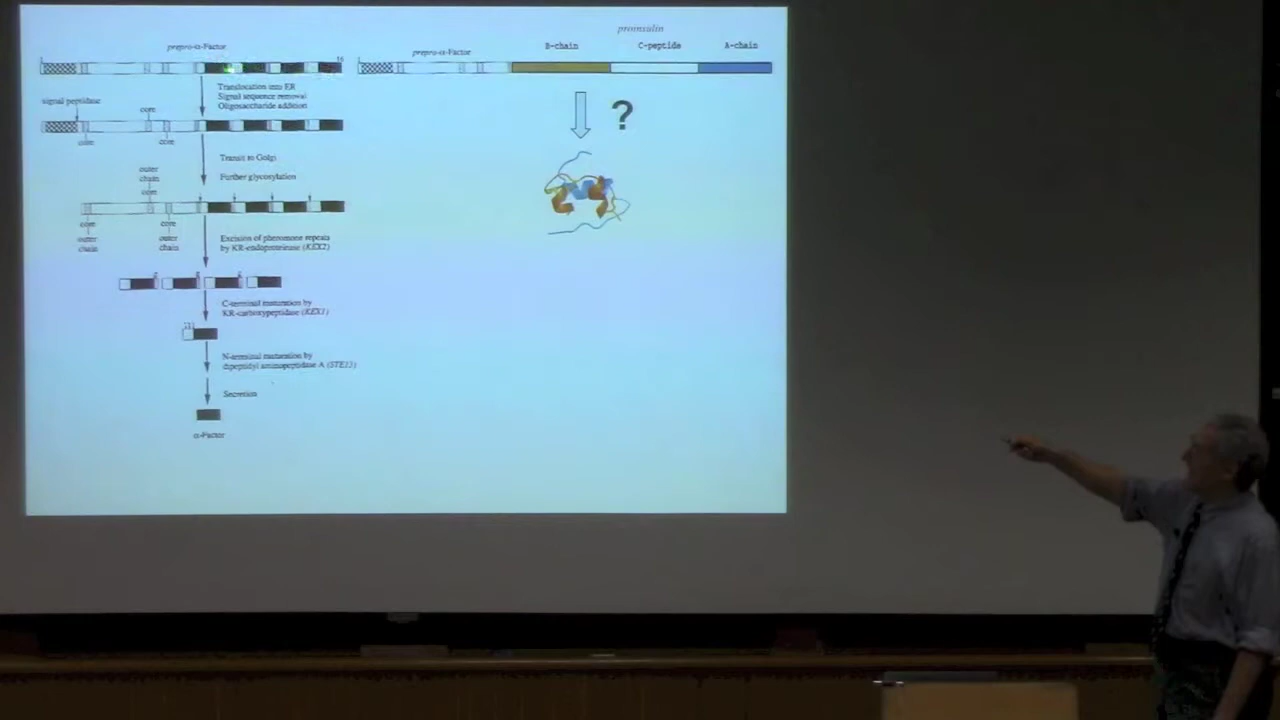 prepro-α-Factor
Translocation into ER
Signal sequence removal
Oligosaccharide addition
signal peptidase
core
core
core
Transit to Golgi
Further glycosylation
outer
chain
core
core
outer
chain
core
outer
chain
Excision of pheromone repeats
by KR-endoprotease (KEX2)
C-terminal maturation by
KR-carboxypeptidase (KEX1)
N-terminal maturation by
dipeptidyl aminopeptidase A (STE13)
Secretion
α-Factor
prepro-α-Factor
proinsulin
B-chain
C-peptide
A-chain
?